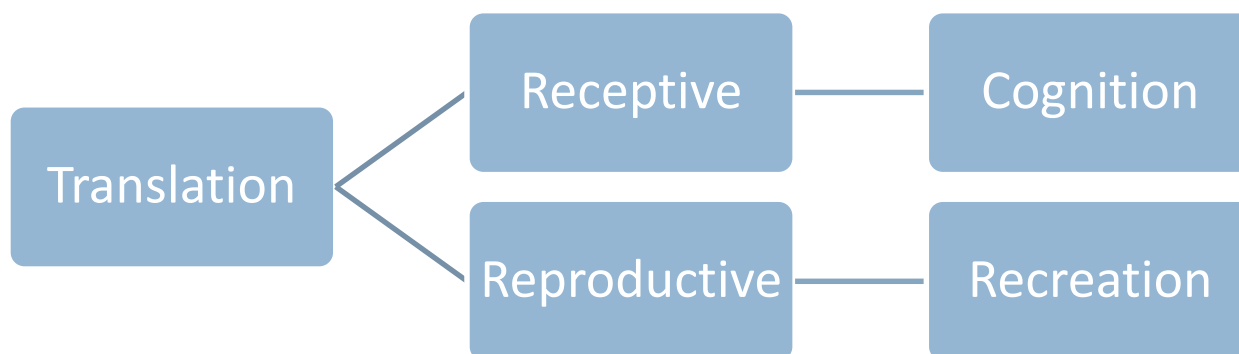 Translation
Receptive
Cognition
Reproductive
Recreation